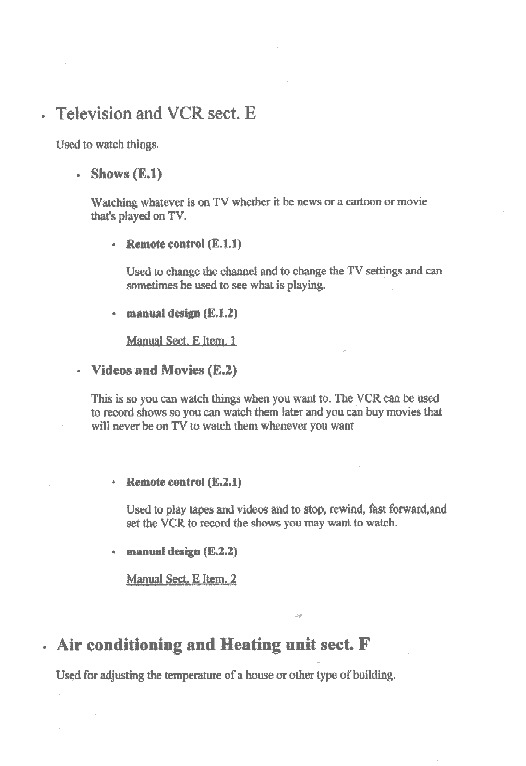 • Television and VCR sect. E
Used to watch things.
• Shows (E.1)
Watching whatever is on TV whether it be news or a cartoon or movie
that's played on TV.
• Remote control (E.1.1)
Used to change the channel and to change the TV settings and can
sometimes be used to see what is playing.
• manual design (E.1.2)
Manual Sect. E Item. 1
• Videos and Movies (E.2)
This is so you can watch things when you want to. The VCR can be used
to record shows so you can watch them later and you can buy movies that
will never be on TV to watch them whenever you want
• Remote control (E.2.1)
Used to play tapes and videos and to stop, rewind, fast forward,and
set the VCR to record the shows you may want to watch.
• manual design (E.2.2)
Manual Sect. E Item. 2
• Air conditioning and Heating unit sect. F
Used for adjusting the temperature of a house or other type of building.